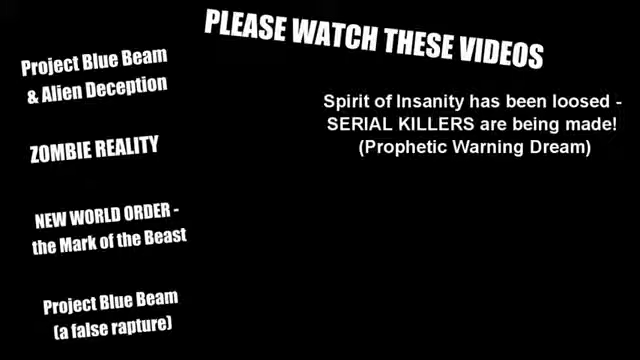 PLEASE WATCH THESE VIDEOS
Project Blue Beam
& Alien Deception
ZOMBIE REALITY
NEW WORLD ORDER -
the Mark of the Beast
Project Blue Beam
(a false rapture)
Spirit of Insanity has been loosed -
SERIAL KILLERS are being made!
(Prophetic Warning Dream)